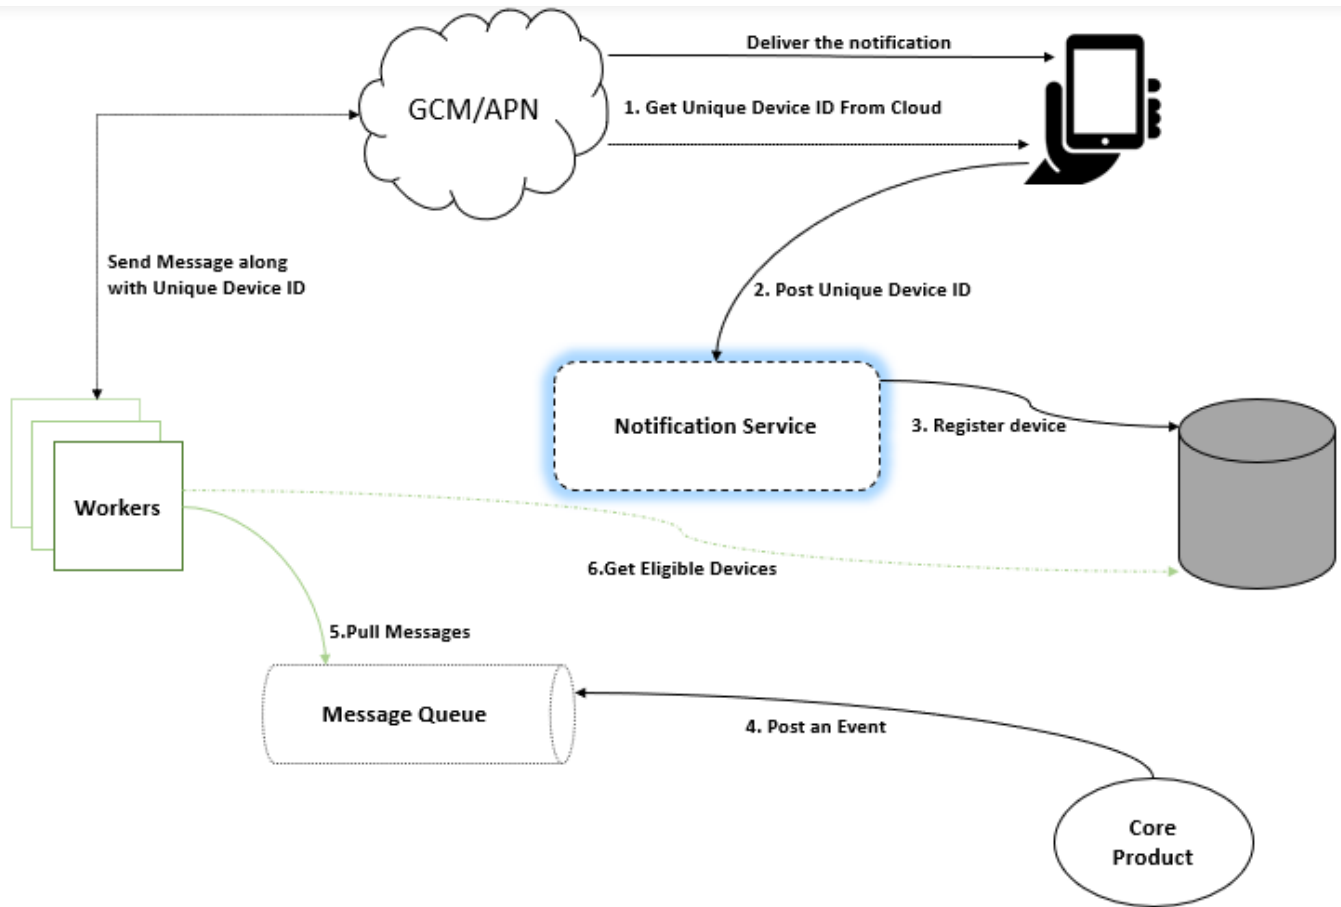 Deliver the notification
GCM/APN
1. Get Unique Device ID From Cloud
Send Message along
with Unique Device ID
2. Post Unique Device ID
Notification Service
3. Register device
Workers
6.Get Eligible Devices
5.Pull Messages
Message Queue
4. Post an Event
Core
Product